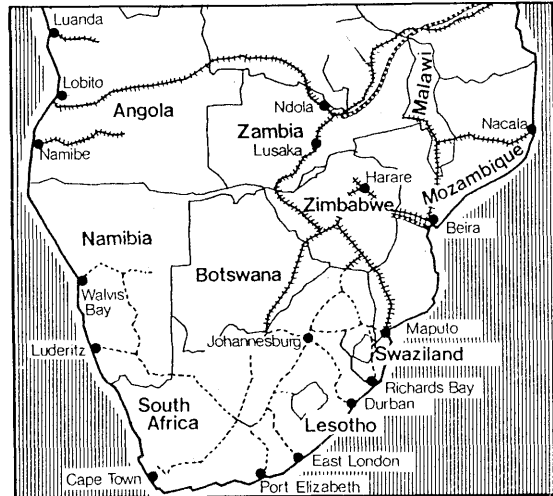 Luanda
Lobito
Angola
Ndola
Malawi
Zambia
Nacala
Namibe
Lusaka
Mozambique
Harare
Zimbabwe
Beira
Namibia
Botswana
Walvis
Bay
Maputo
Johannesburg
Luderitz
Swaziland
Richards Bay
South
Africa
Durban
Lesotho
East London
Cape Town
Port Elizabeth